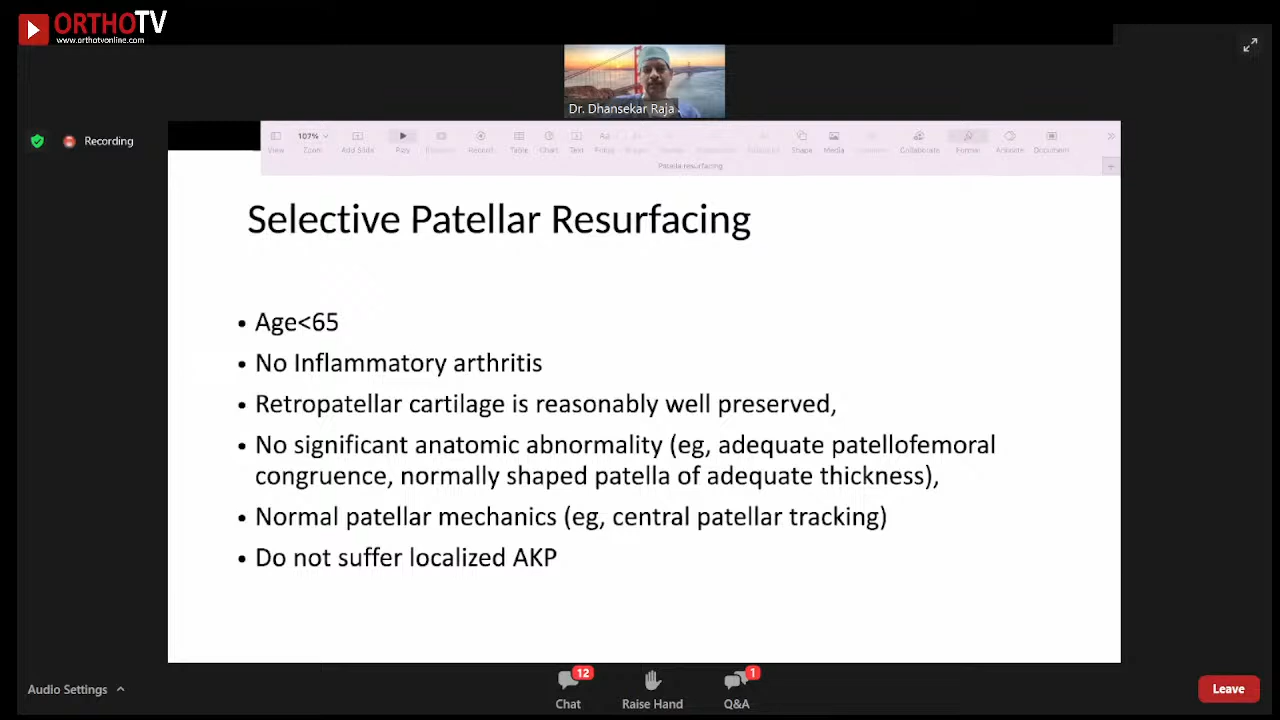 ORTHOTV
www.orthotvonline.com
Dr. Dhansekar Raja
Recording
107%
View
Zoom
Add Slide
Play
Record
Table
Chart
Text
Shape
Media
Collaborate
Format
Animate
Document
Patella resurfacing
Selective Patellar Resurfacing
• Age<65
• No Inflammatory arthritis
• Retropatellar cartilage is reasonably well preserved,
• No significant anatomic abnormality (eg, adequate patellofemoral
congruence, normally shaped patella of adequate thickness),
• Normal patellar mechanics (eg, central patellar tracking)
• Do not suffer localized AKP
Audio Settings
12
Chat
Raise Hand
1
Q&A
Leave